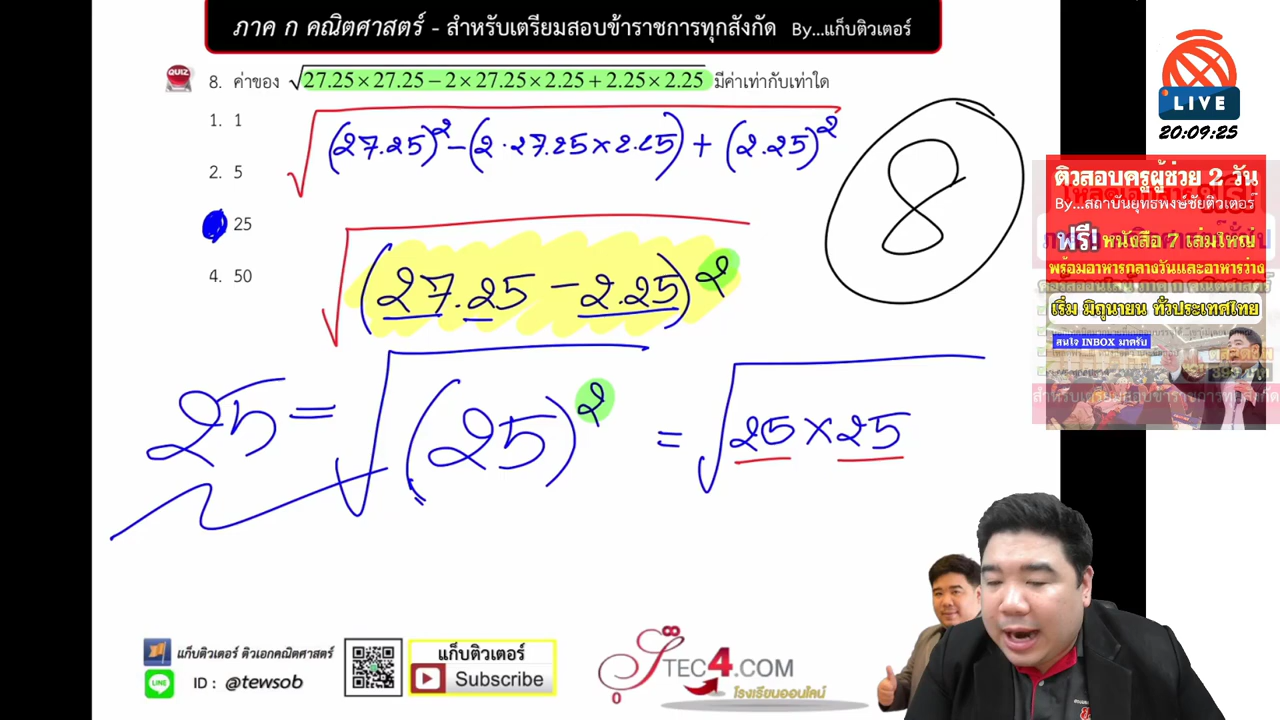 ภาค ก คณิตศาสตร์ - สำหรับเตรียมสอบข้าราชการทุกสังกัด By...แก็บติวเตอร์
QUIZ
8. ค่าของ √27.25×27.25−2×27.25×2.25+2.25×2.25 มีค่าเท่ากับเท่าใด
1. 1
2. 5
25
4. 50
√(27.25)² − (2·27.25×2.25) + (2.25)²
√(27.25 − 2.25)²
25 = √(25)² = √25×25
8
LIVE
20:09:25
ติวสอบครูผู้ช่วย 2 วัน
By...สถาบันยุทธพงษ์ชัยติวเตอร์
ฟรี! หนังสือ 7 เล่มใหญ่
พร้อมอาหารกลางวันและอาหารว่าง
เริ่ม มิถุนายน ทั่วประเทศไทย
สนใจ INBOX มาครับ
แก็บติวเตอร์ ติวเอกคณิตศาสตร์
LINE ID : @tewsob
แก็บติวเตอร์
Subscribe
TEC4.COM
โรงเรียนออนไลน์